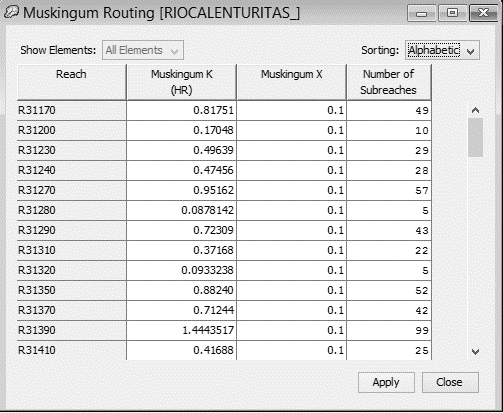 Muskingum Routing [RIOCALENTURITAS_]
Show Elements: All Elements Sorting: Alphabetic
Reach Muskingum K (HR) Muskingum X Number of Subreaches
R31170 0.81751 0.1 49
R31200 0.17048 0.1 10
R31230 0.49639 0.1 29
R31240 0.47456 0.1 28
R31270 0.95162 0.1 57
R31280 0.0878142 0.1 5
R31290 0.72309 0.1 43
R31310 0.37168 0.1 22
R31320 0.0933238 0.1 5
R31350 0.88240 0.1 52
R31370 0.71244 0.1 42
R31390 1.4443517 0.1 99
R31410 0.41688 0.1 25
Apply Close